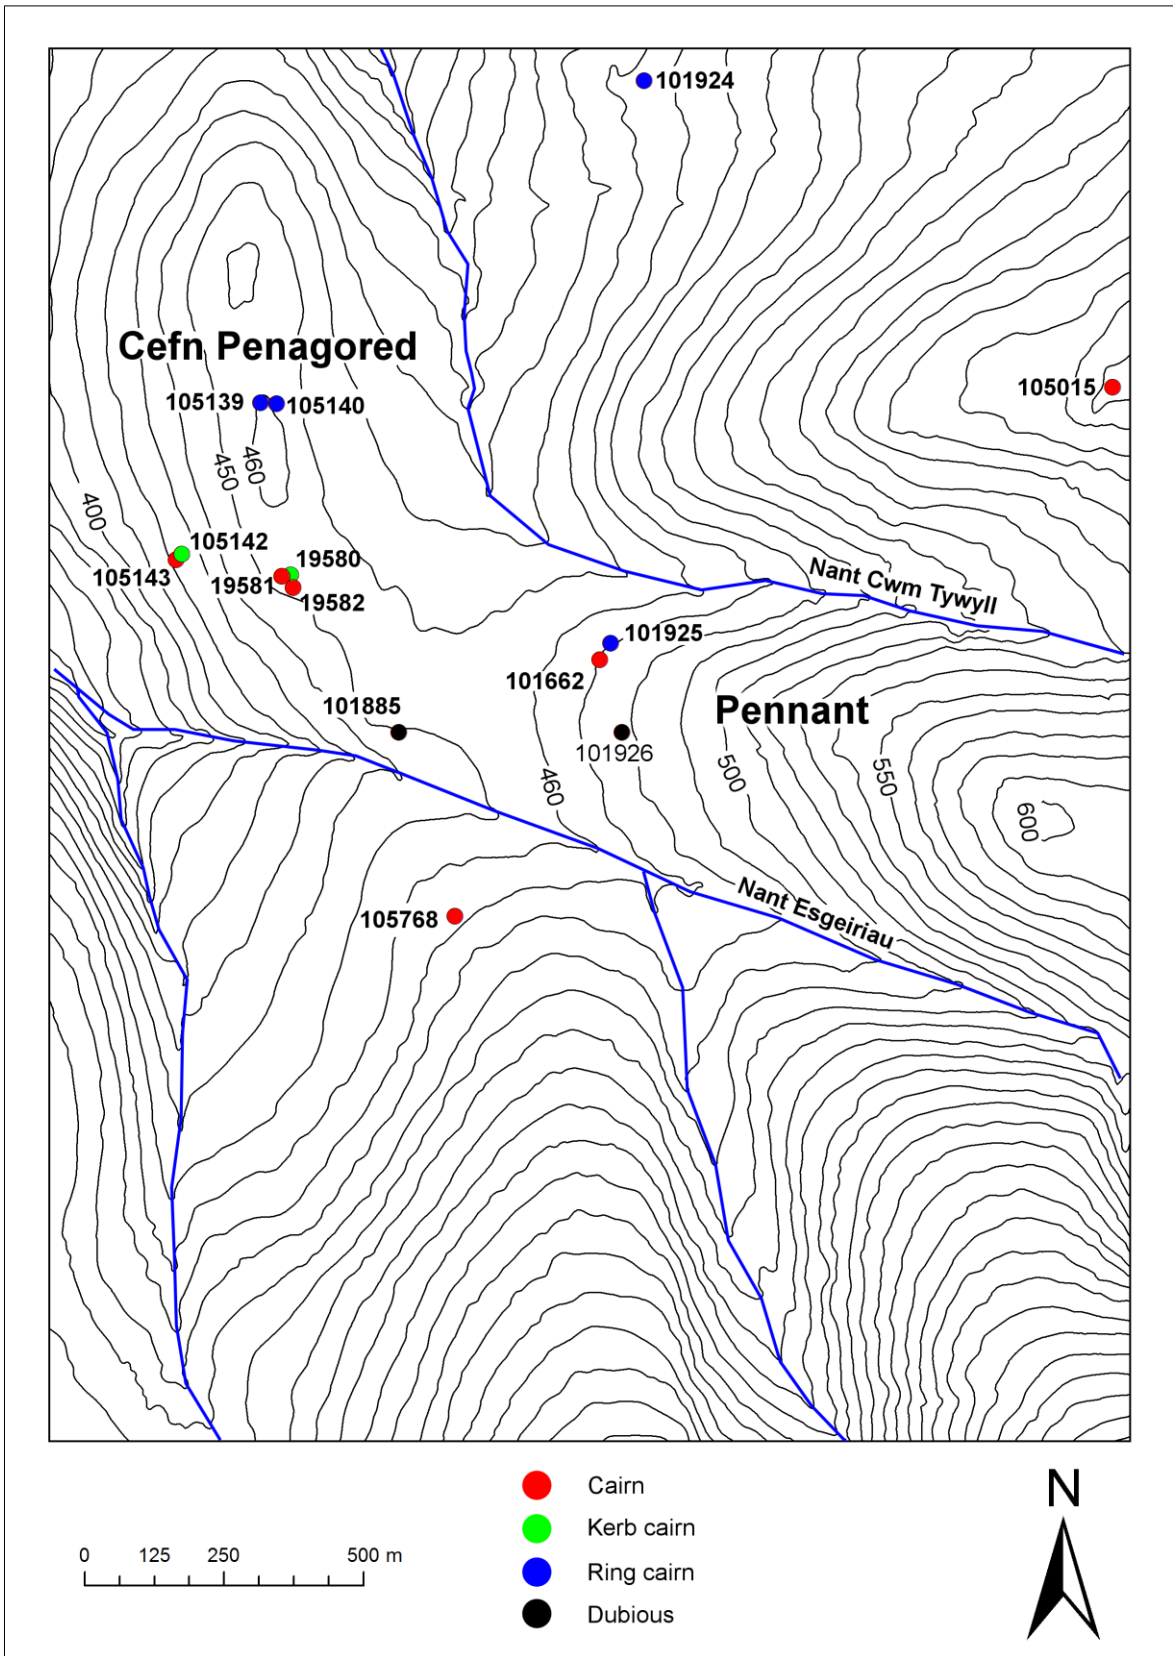 101924
Cefn Penagored
105015
105139
105140
460
450
400
105142
19580
105143
19581
19582
Nant Cwm Tywyll
101925
101662
101885
Pennant
101926
460
500
550
600
Nant Esgeiriau
105768
N
Cairn
Kerb cairn
0 125 250 500 m
Ring cairn
Dubious